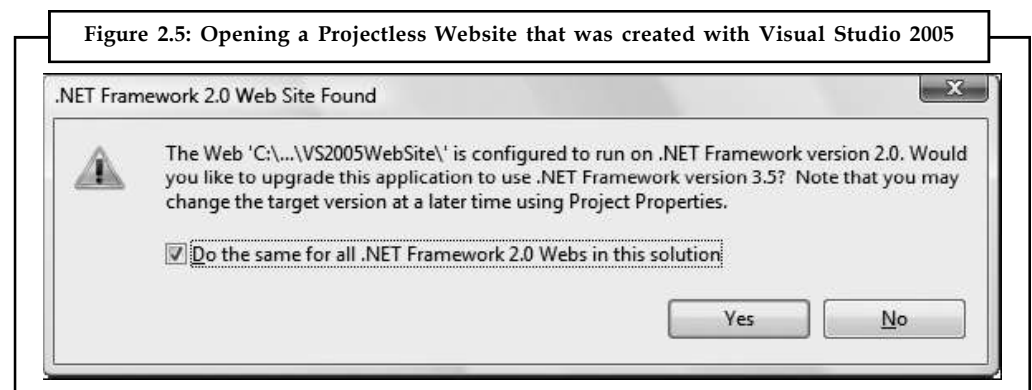 Figure 2.5: Opening a Projectless Website that was created with Visual Studio 2005
.NET Framework 2.0 Web Site Found
The Web 'C:\...\VS2005WebSite\' is configured to run on .NET Framework version 2.0. Would
you like to upgrade this application to use .NET Framework version 3.5? Note that you may
change the target version at a later time using Project Properties.
Do the same for all .NET Framework 2.0 Webs in this solution
Yes No